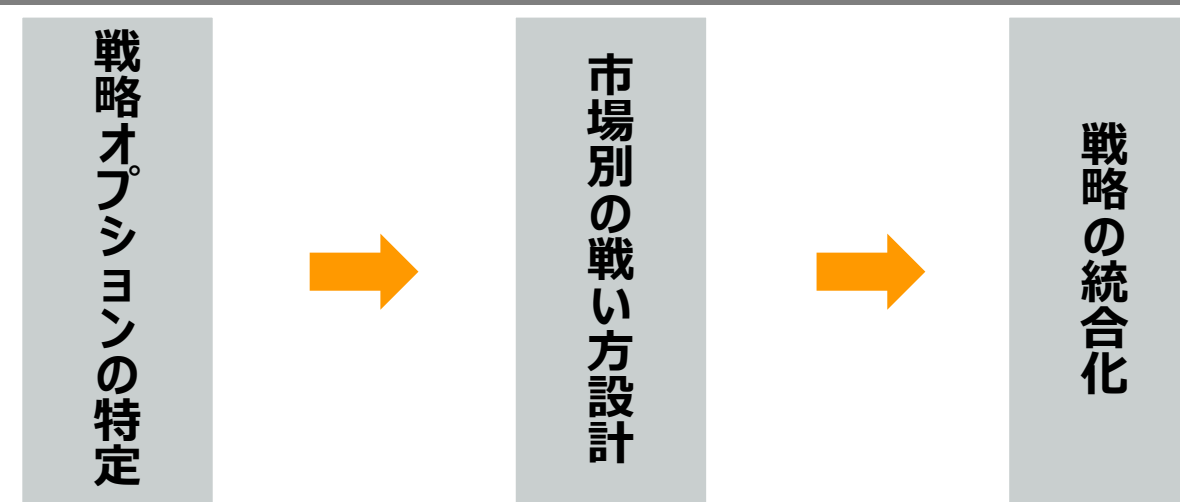 戦略オプションの特定
市場別の戦い方設計
戦略の統合化